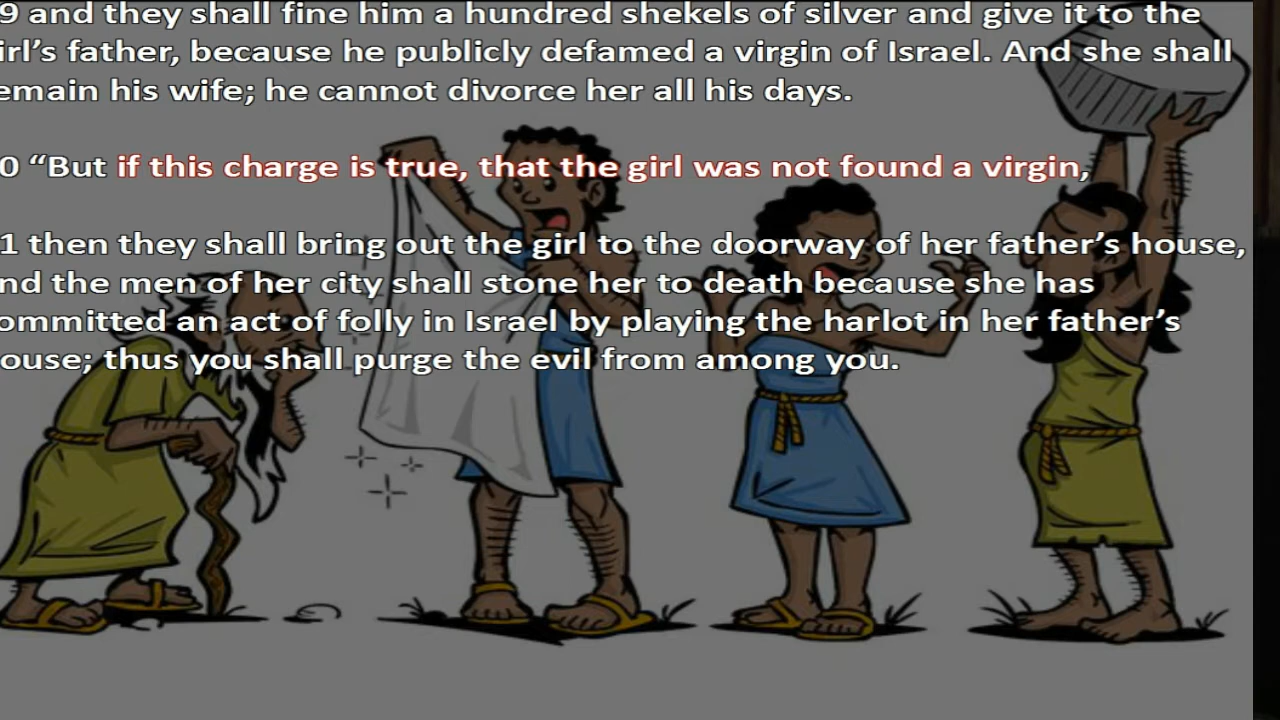 9 and they shall fine him a hundred shekels of silver and give it to the
irl’s father, because he publicly defamed a virgin of Israel. And she shall
emain his wife; he cannot divorce her all his days.
0 “But if this charge is true, that the girl was not found a virgin,
1 then they shall bring out the girl to the doorway of her father’s house,
nd the men of her city shall stone her to death because she has
ommitted an act of folly in Israel by playing the harlot in her father’s
ouse; thus you shall purge the evil from among you.